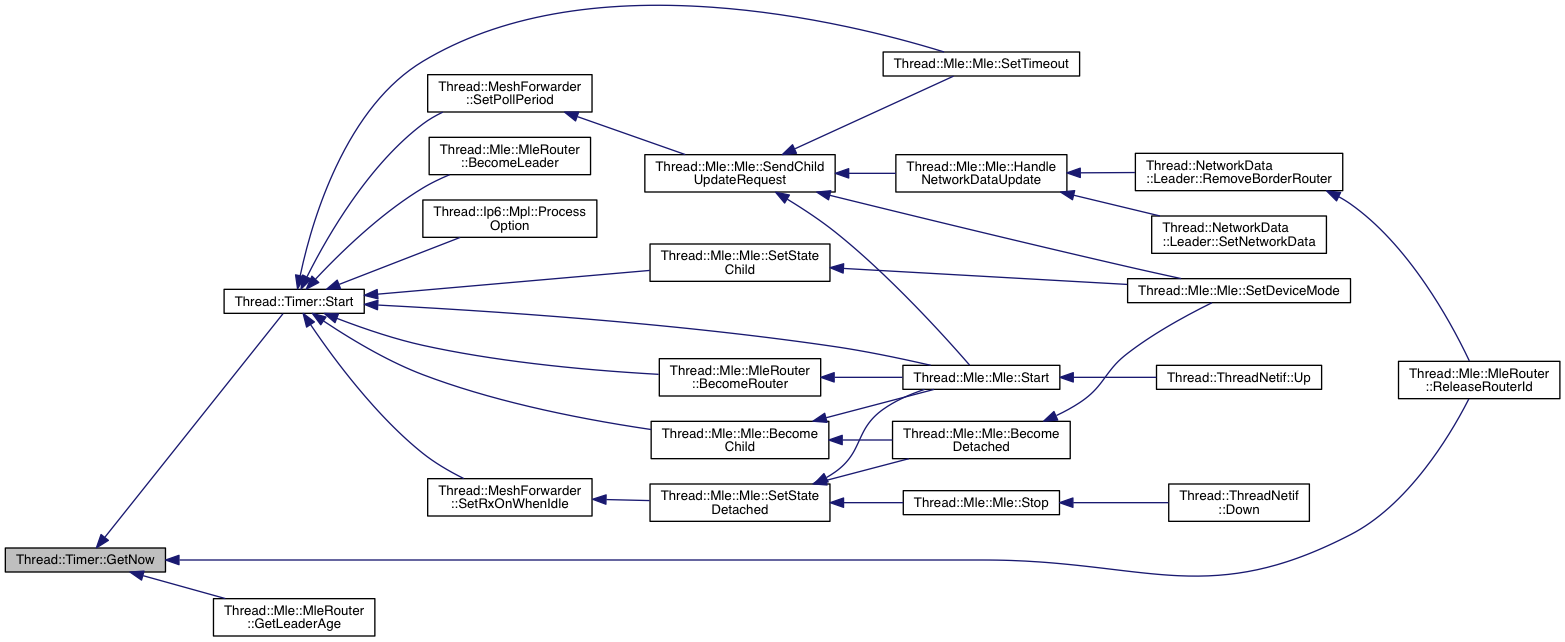 Thread::Mle::Mle::SetTimeout
Thread::MeshForwarder
::SetPollPeriod
Thread::Mle::MleRouter
::BecomeLeader
Thread::Mle::Mle::SendChild
UpdateRequest
Thread::Mle::Mle::Handle
NetworkDataUpdate
Thread::NetworkData
::Leader::RemoveBorderRouter
Thread::Ip6::Mpl::Process
Option
Thread::NetworkData
::Leader::SetNetworkData
Thread::Mle::Mle::SetState
Child
Thread::Mle::Mle::SetDeviceMode
Thread::Timer::Start
Thread::Mle::MleRouter
::BecomeRouter
Thread::Mle::Mle::Start
Thread::ThreadNetif::Up
Thread::Mle::MleRouter
::ReleaseRouterId
Thread::Mle::Mle::Become
Child
Thread::Mle::Mle::Become
Detached
Thread::MeshForwarder
::SetRxOnWhenIdle
Thread::Mle::Mle::SetState
Detached
Thread::Mle::Mle::Stop
Thread::ThreadNetif
::Down
Thread::Timer::GetNow
Thread::Mle::MleRouter
::GetLeaderAge